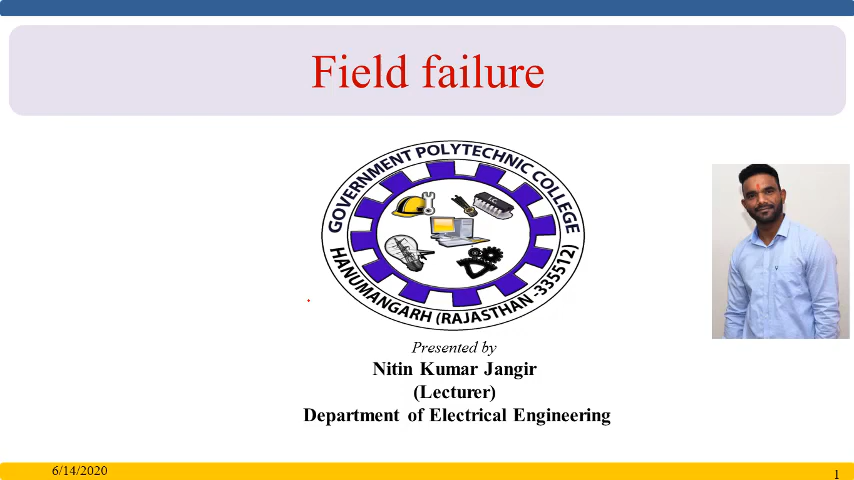 Field failure
GOVERNMENT POLYTECHNIC COLLEGE
HANUMANGARH (RAJASTHAN -335512)
Presented by
Nitin Kumar Jangir
(Lecturer)
Department of Electrical Engineering
6/14/2020
1